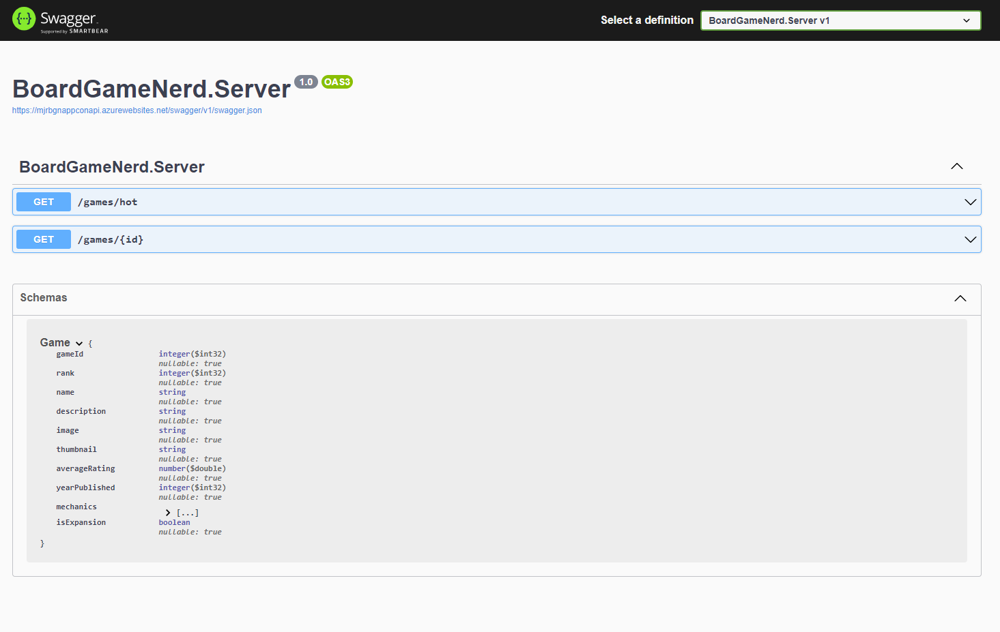 Swagger
Supported by SMARTBEAR
Select a definition
BoardGameNerd.Server v1
BoardGameNerd.Server 1.0 OAS3
https://mjrbgnappconapi.azurewebsites.net/swagger/v1/swagger.json
BoardGameNerd.Server
GET /games/hot
GET /games/{id}
Schemas
Game {
gameId integer($int32)
nullable: true
rank integer($int32)
nullable: true
name string
nullable: true
description string
nullable: true
image string
nullable: true
thumbnail string
nullable: true
averageRating number($double)
nullable: true
yearPublished integer($int32)
nullable: true
mechanics
[...]
isExpansion boolean
nullable: true
}